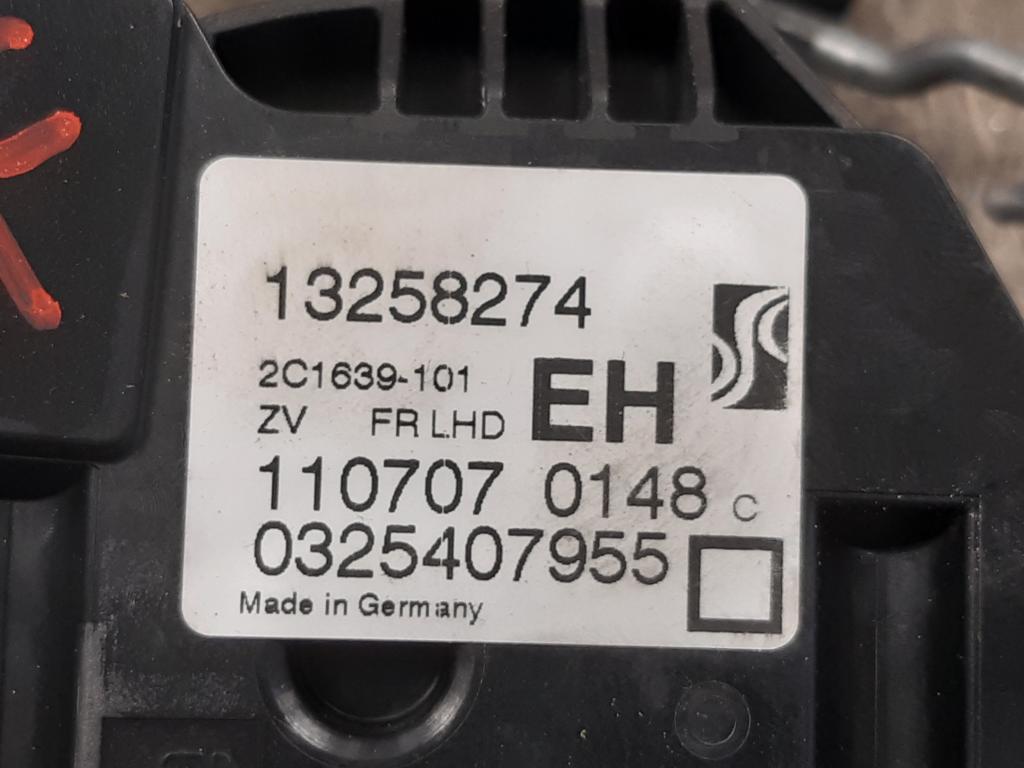 13258274
2C1639-101
ZV FR LHD EH
110707 0148 C
0325407955
Made in Germany